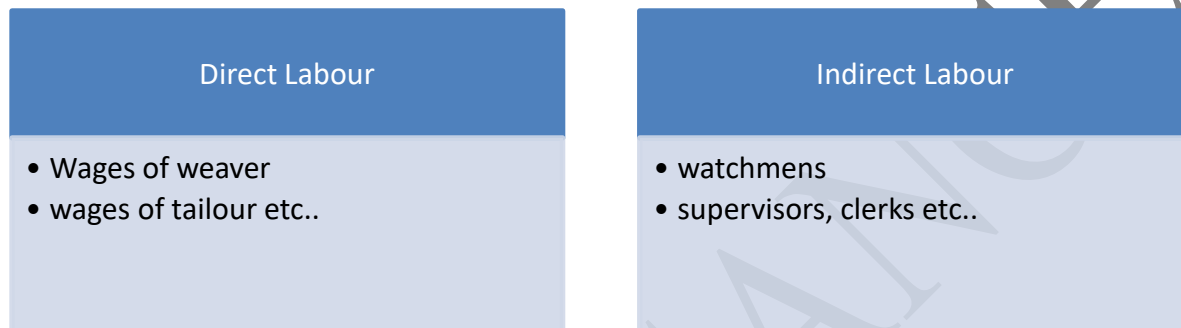 Direct Labour
• Wages of weaver
• wages of tailour etc..
Indirect Labour
• watchmens
• supervisors, clerks etc..